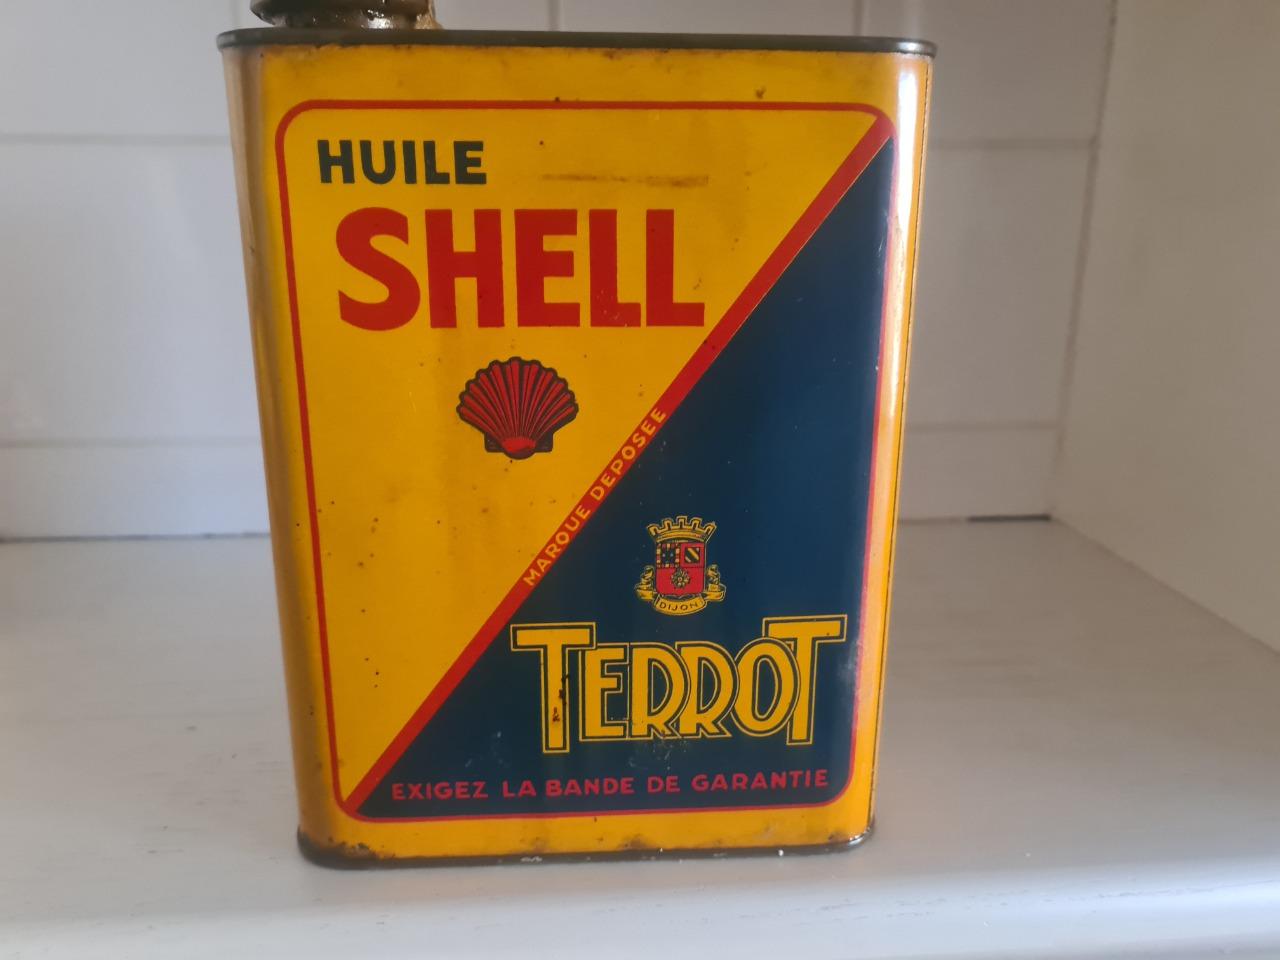 HUILE
SHELL
MARQUE DEPOSEE
DIJON
TERROT
EXIGEZ LA BANDE DE GARANTIE